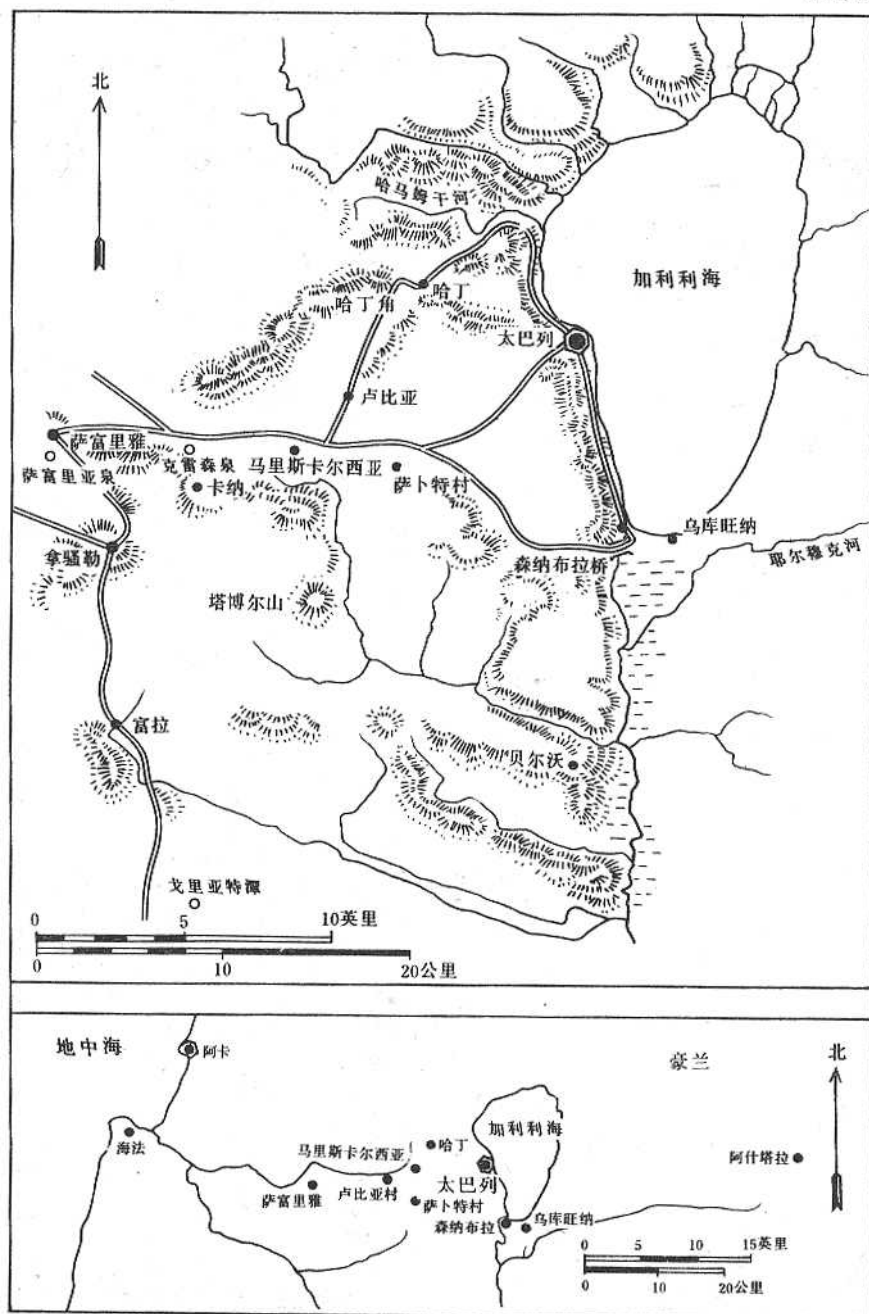 北
哈马姆干河
加利利海
哈丁角
哈丁
太巴列
卢比亚
萨富里雅
克雷森泉
马里斯卡尔西亚
萨富里亚泉
卡纳
萨卜特村
乌库旺纳
拿骚勒
森纳布拉桥
耶尔穆克河
塔博尔山
富拉
贝尔沃
戈里亚特潭
0 5 10英里
0 10 20公里
地中海
阿卡
豪兰
北
海法
马里斯卡尔西亚
哈丁
加利利海
阿什塔拉
太巴列
萨富里雅
卢比亚村
萨卜特村
森纳布拉
乌库旺纳
0 5 10 15英里
0 10 20公里